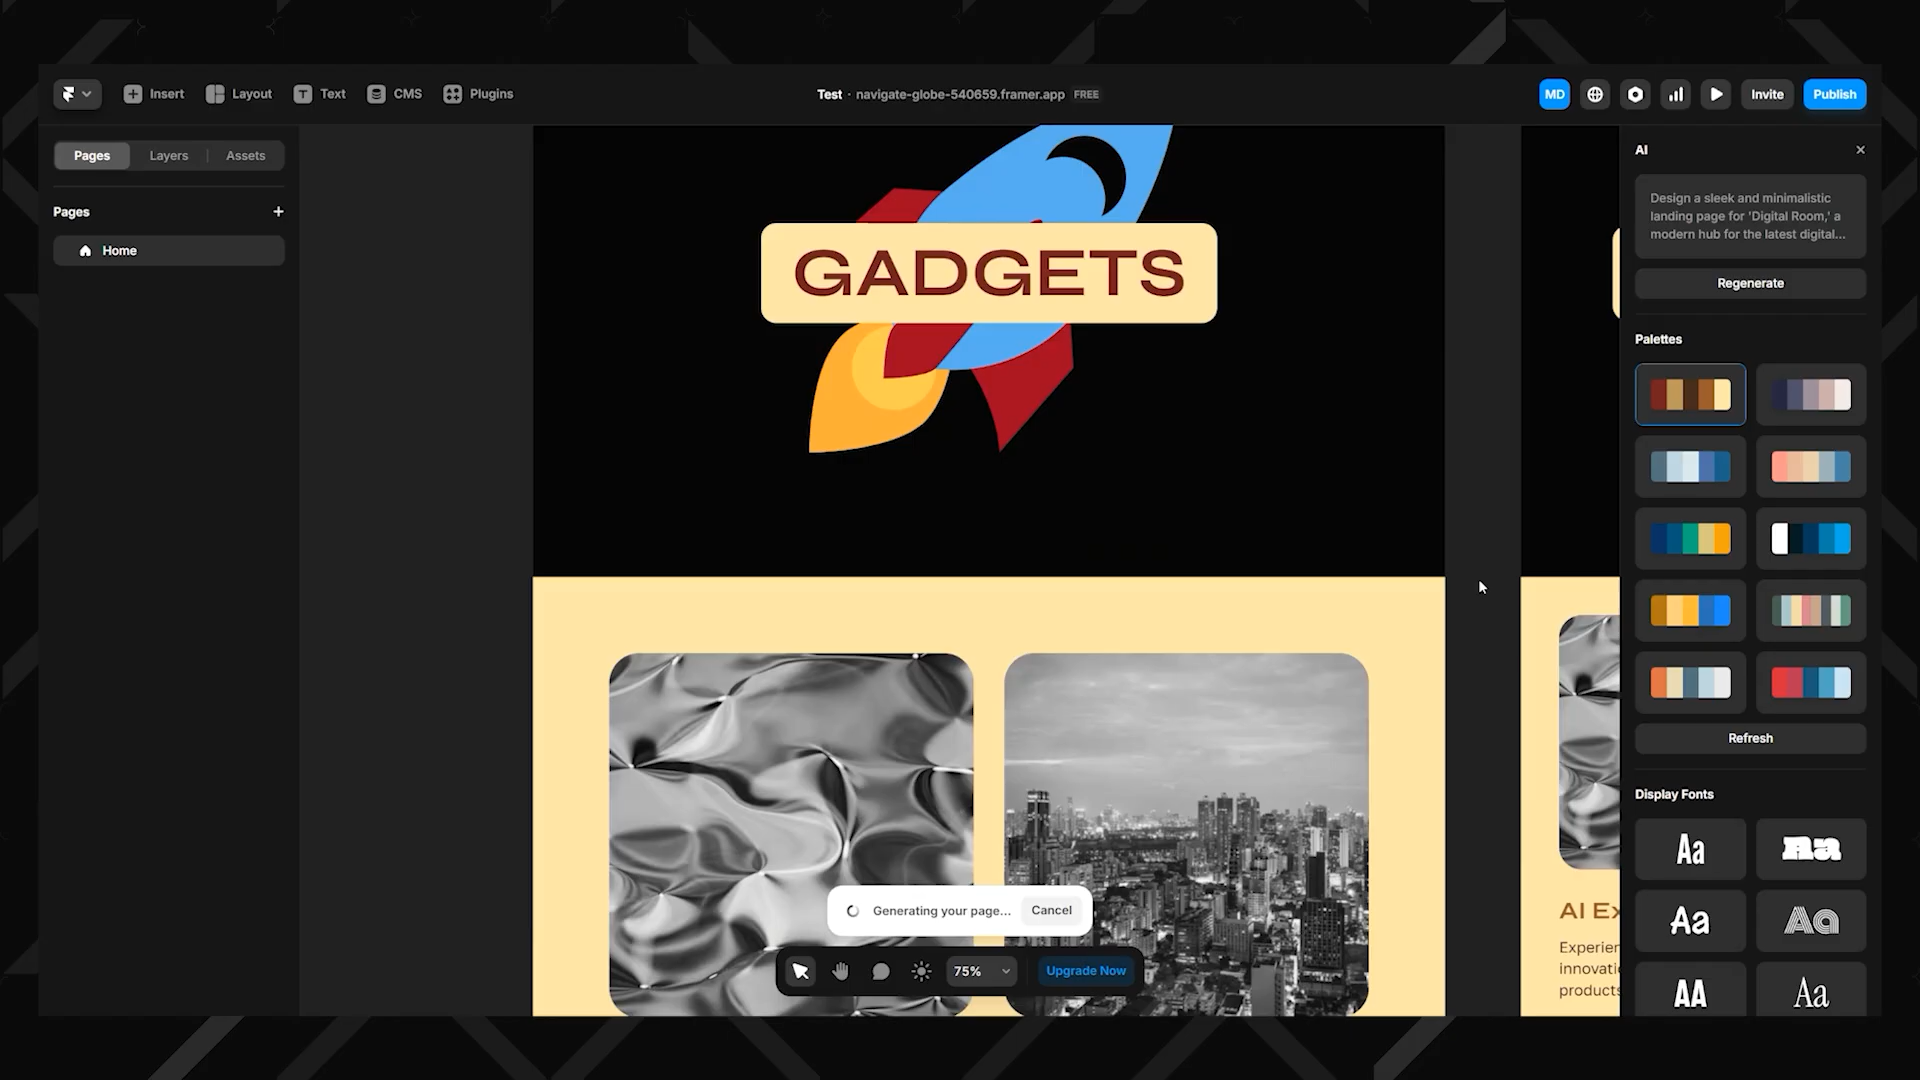 Insert
Layout
Text
CMS
Plugins
Test · navigate-globe-540659.framer.app FREE
MD
Invite
Publish
Pages
Layers
Assets
Pages
Home
GADGETS
AI
Design a sleek and minimalistic
landing page for 'Digital Room,' a
modern hub for the latest digital...
Regenerate
Palettes
Refresh
Display Fonts
Aa
Aa
Aa
Aa
AA
Aa
AI Ex
Experien
innovati
products
Generating your page...
Cancel
75%
Upgrade Now